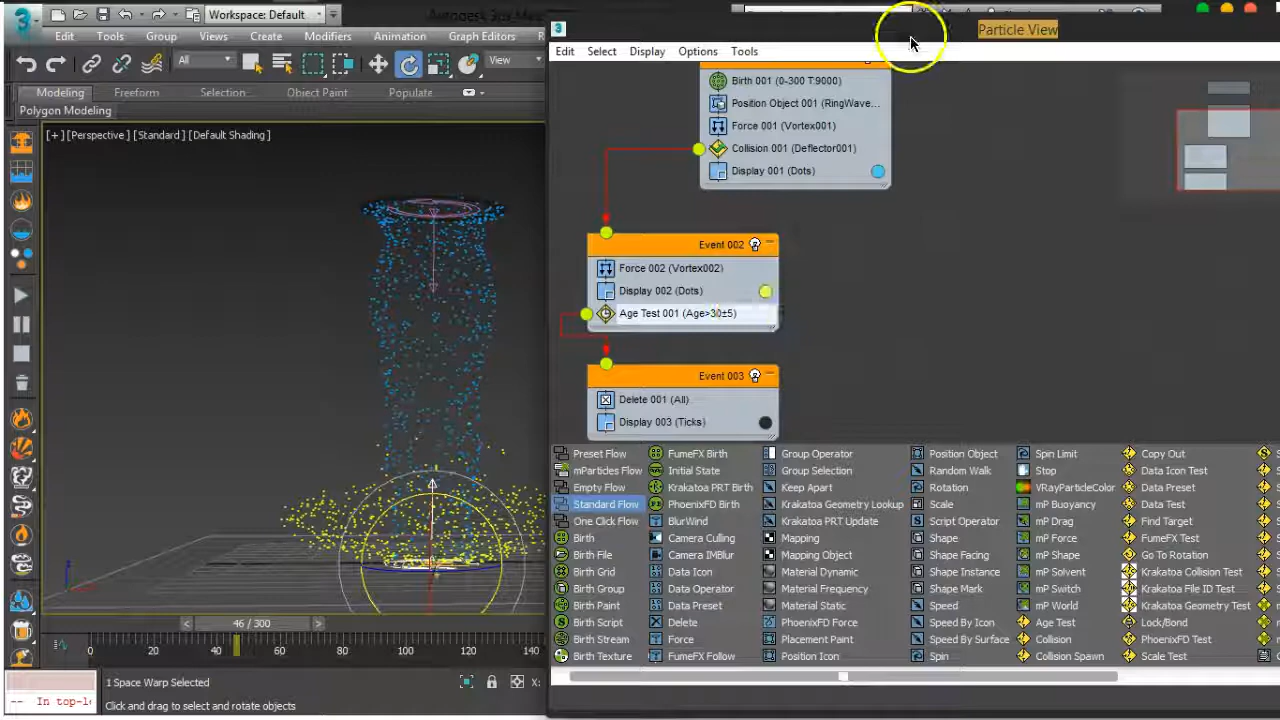 Workspace: Default
Particle View
Edit Tools Group Views Create Modifiers Animation Graph Editors
Edit Select Display Options Tools
All
View
Modeling Freeform Selection Object Paint Populate
Polygon Modeling
[+] [Perspective] [Standard] [Default Shading]
Birth 001 (0-300 T:9000)
Position Object 001 (RingWave...
Force 001 (Vortex001)
Collision 001 (Deflector001)
Display 001 (Dots)
Event 002
Force 002 (Vortex002)
Display 002 (Dots)
Age Test 001 (Age>30±5)
Event 003
Delete 001 (All)
Display 003 (Ticks)
Preset Flow FumeFX Birth Group Operator Position Object Spin Limit Copy Out
mParticles Flow Initial State Group Selection Random Walk Stop Data Icon Test
Empty Flow Krakatoa PRT Birth Keep Apart Rotation VRayParticleColor Data Preset
Standard Flow PhoenixFD Birth Krakatoa Geometry Lookup Scale mP Buoyancy Data Test
One Click Flow BlurWind Krakatoa PRT Update Script Operator mP Drag Find Target
Birth Camera Culling Mapping Shape mP Force FumeFX Test
Birth File Camera IMBlur Mapping Object Shape Facing mP Shape Go To Rotation
Birth Grid Data Icon Material Dynamic Shape Instance mP Solvent Krakatoa Collision Test
Birth Group Data Operator Material Frequency Shape Mark mP Switch Krakatoa File ID Test
Birth Paint Data Preset Material Static Speed mP World Krakatoa Geometry Test
Birth Script Delete PhoenixFD Force Speed By Icon Age Test Lock/Bond
Birth Stream Force Placement Paint Speed By Surface Collision PhoenixFD Test
Birth Texture FumeFX Follow Position Icon Spin Collision Spawn Scale Test
< 46 / 300 >
0 20 40 60 80 100 120 140
1 Space Warp Selected
X:
-- In top-l
Click and drag to select and rotate objects